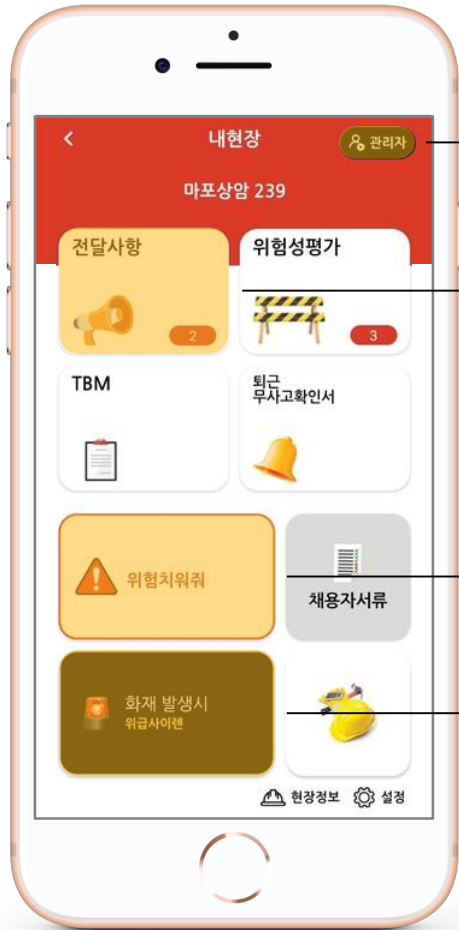 내현장
관리자
마포상암 239
전달사항
2
위험성평가
3
TBM
퇴근
무사고확인서
위험치워줘
채용자서류
화재 발생시
위급사이렌
현장정보
설정